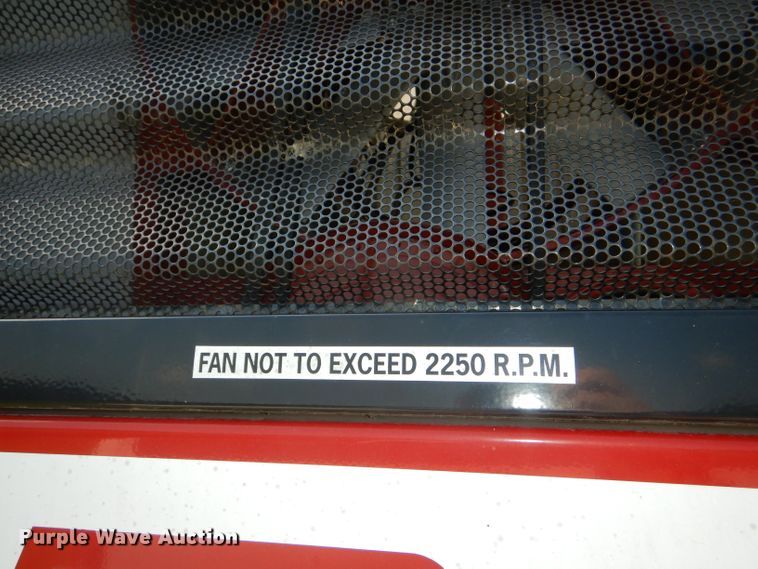 FAN NOT TO EXCEED 2250 R.P.M.
Purple Wave Auction